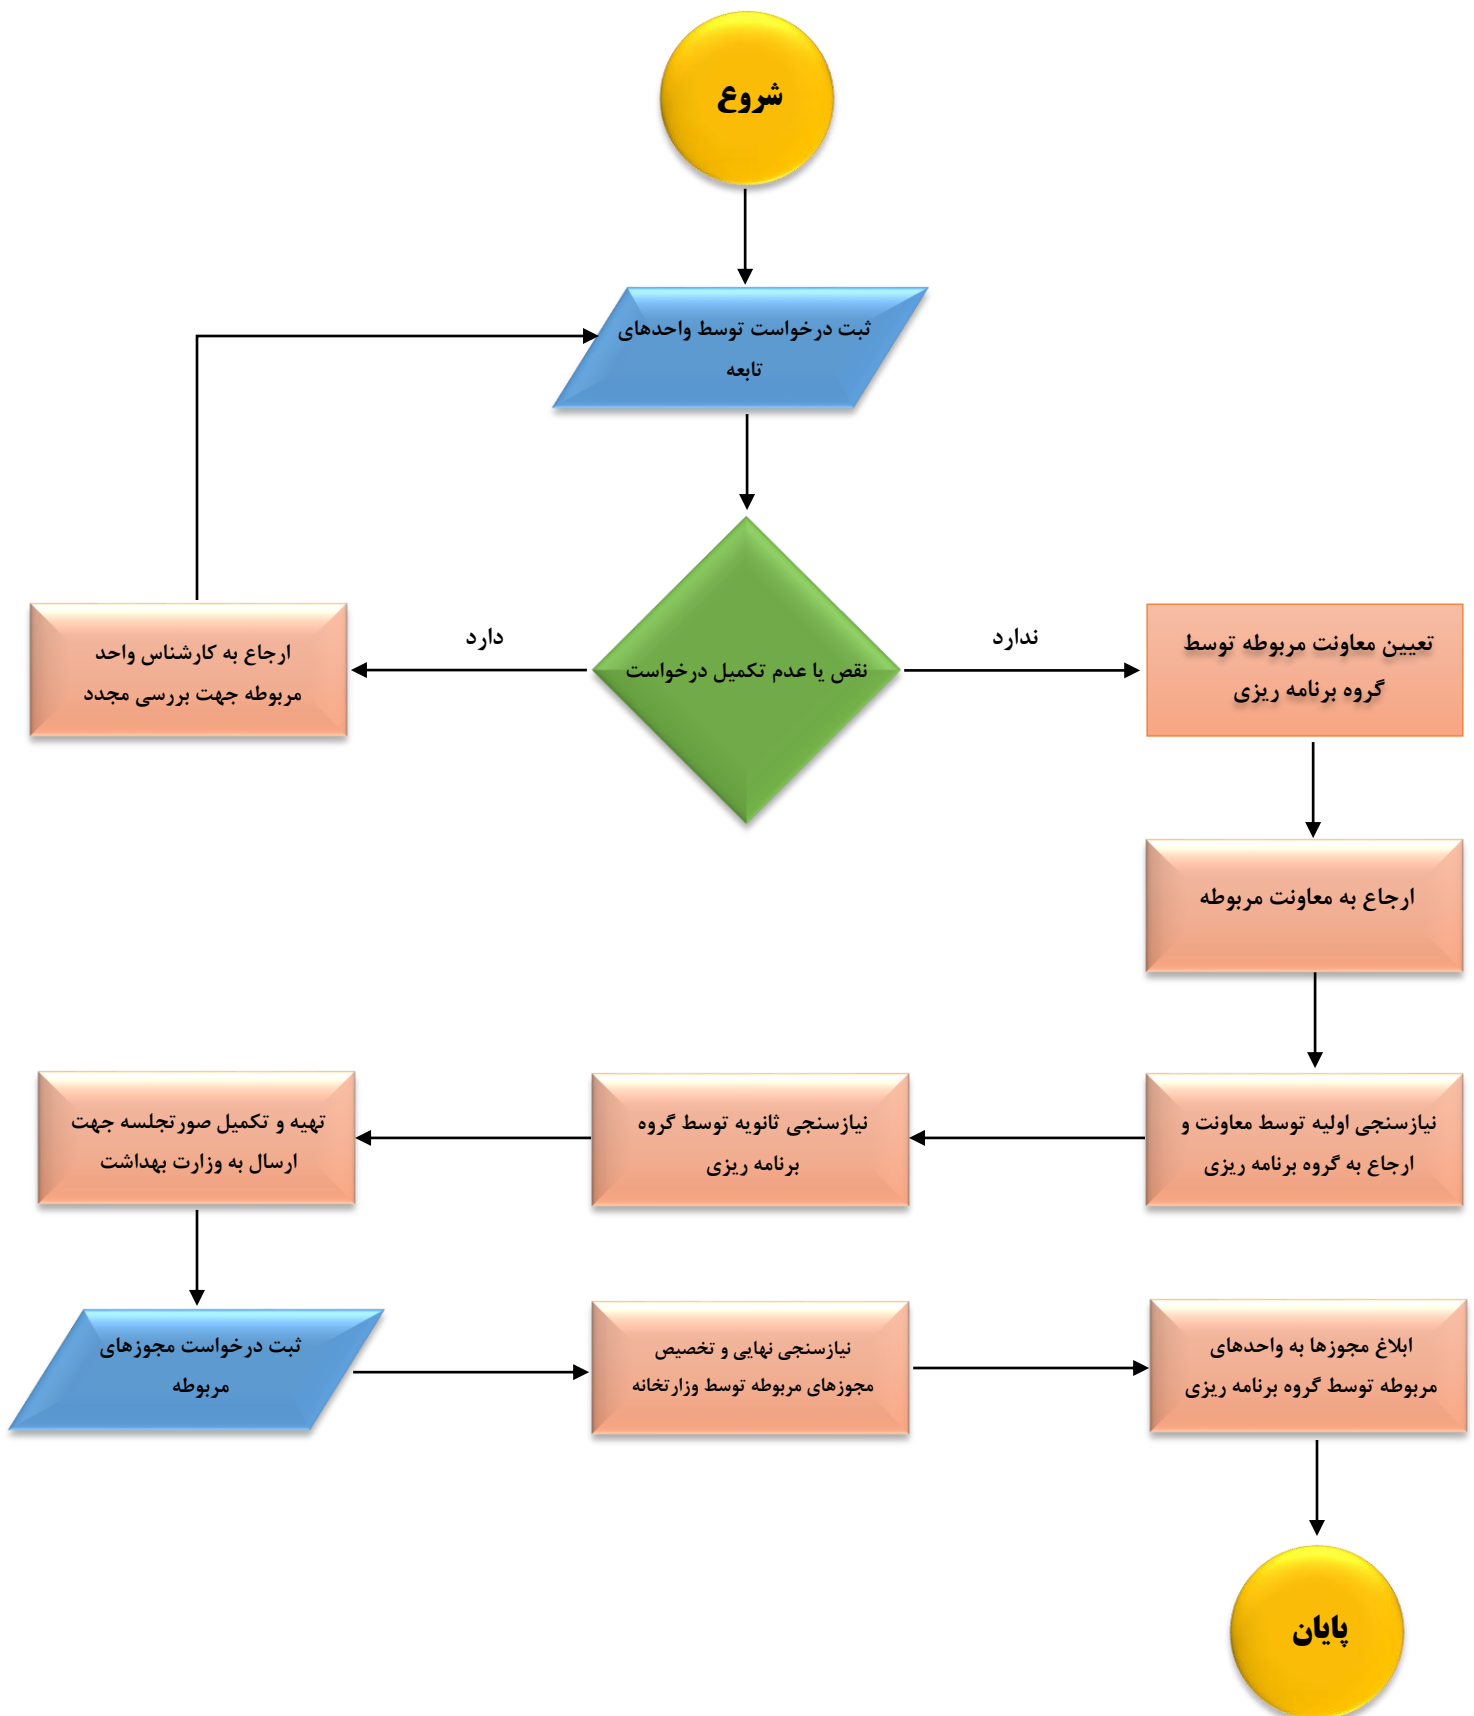 شروع
ثبت درخواست توسط واحدهای
تابعه
نقص یا عدم تکمیل درخواست
ندارد
دارد
تعیین معاونت مربوطه توسط
گروه برنامه ریزی
ارجاع به کارشناس واحد
مربوطه جهت بررسی مجدد
ارجاع به معاونت مربوطه
نیازسنجی اولیه توسط معاونت و
ارجاع به گروه برنامه ریزی
نیازسنجی ثانویه توسط گروه
برنامه ریزی
تهیه و تکمیل صورتجلسه جهت
ارسال به وزارت بهداشت
ثبت درخواست مجوزهای
مربوطه
نیازسنجی نهایی و تخصیص
مجوزهای مربوطه توسط وزارتخانه
ابلاغ مجوزها به واحدهای
مربوطه توسط گروه برنامه ریزی
پایان